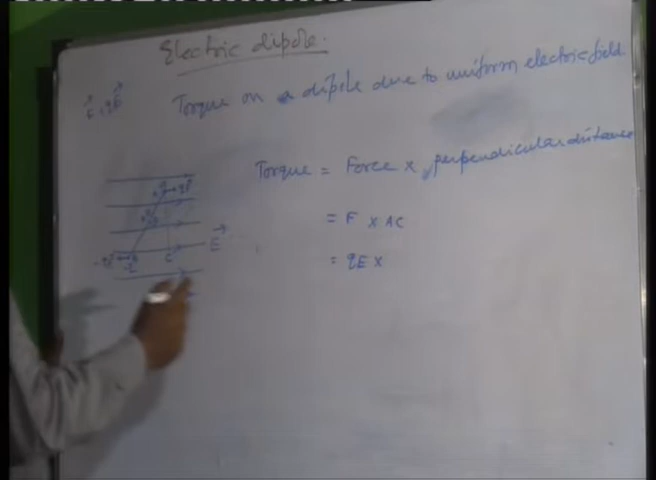 Electric dipole.
Torque on a dipole due to uniform electric field
Torque = Force x perpendicular distance
= F x AC
= qE x
E
C